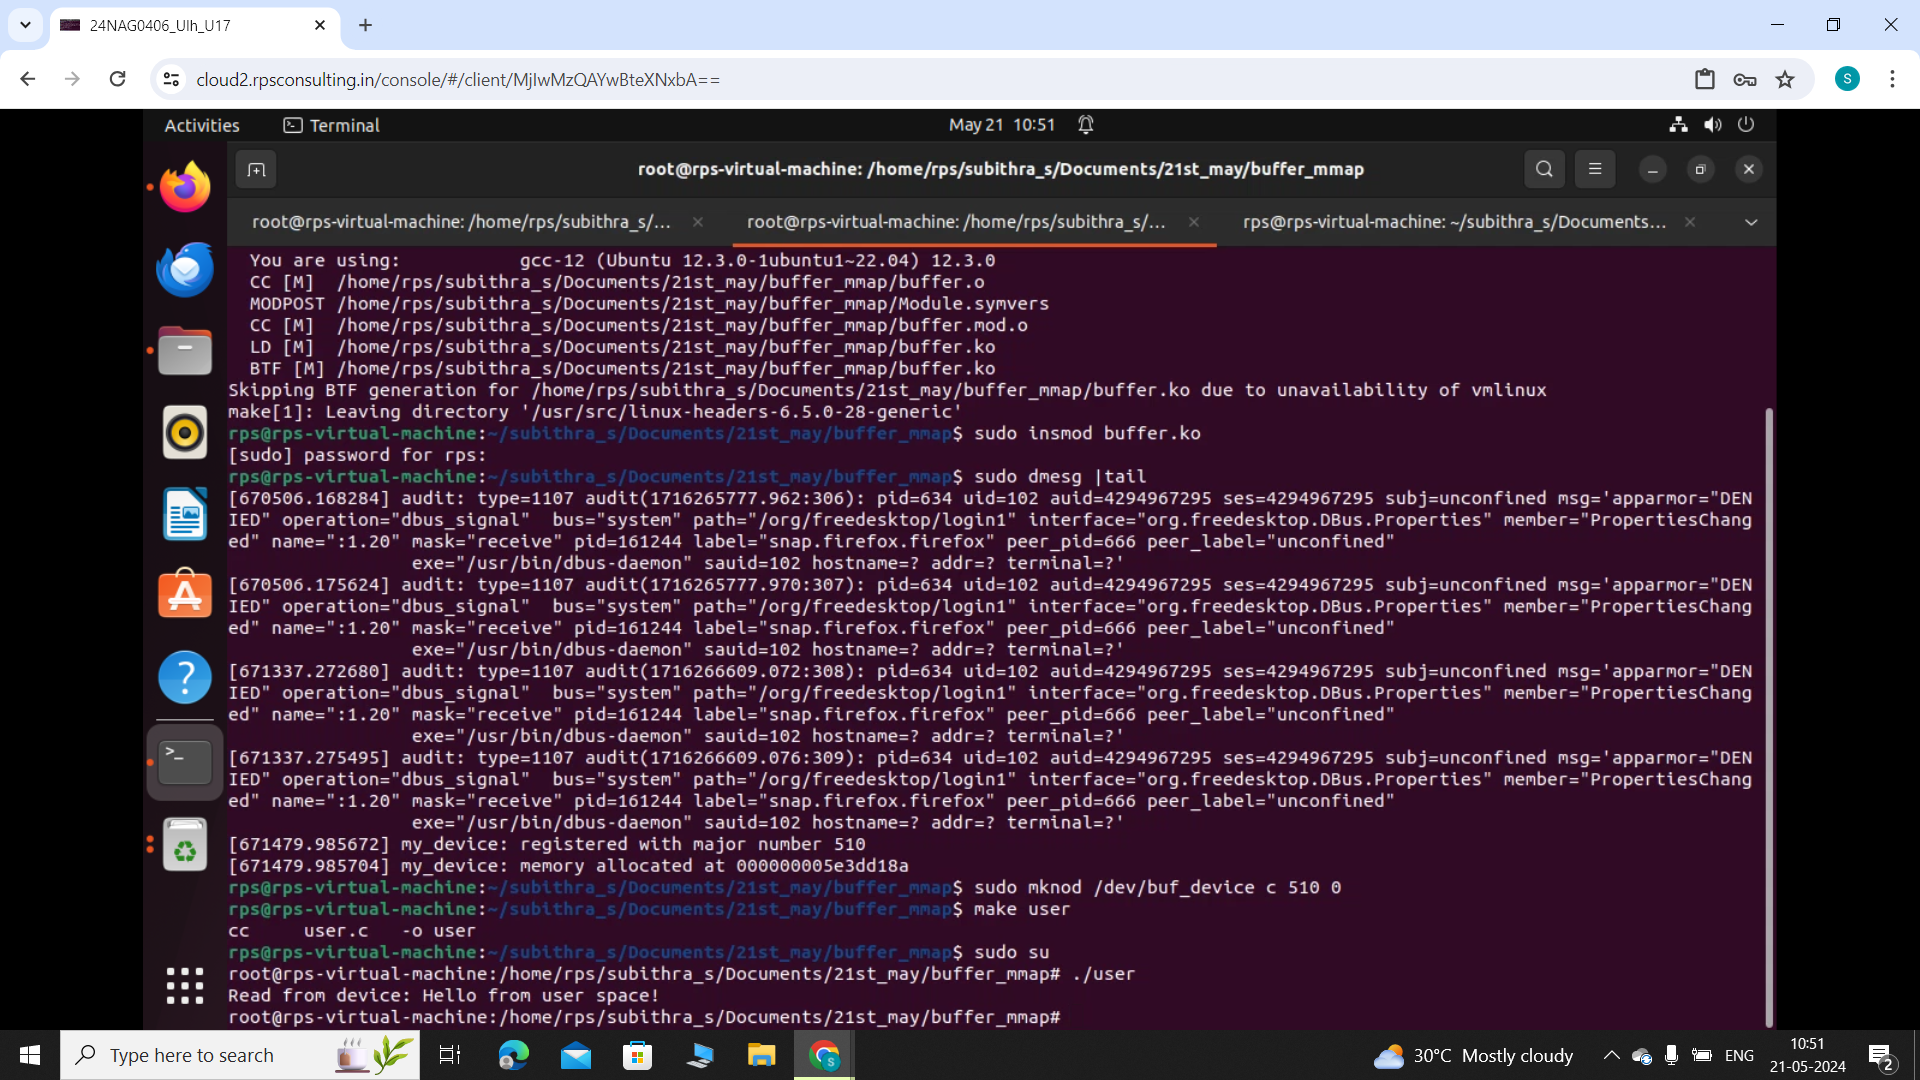 24NAG0406_Ulh_U17
cloud2.rpsconsulting.in/console/#/client/MjIwMzQAYwBteXNxbA==
S
Activities
Terminal
May 21 10:51
root@rps-virtual-machine: /home/rps/subithra_s/Documents/21st_may/buffer_mmap
root@rps-virtual-machine: /home/rps/subithra_s/...
root@rps-virtual-machine: /home/rps/subithra_s/...
rps@rps-virtual-machine: ~/subithra_s/Documents...
You are using:           gcc-12 (Ubuntu 12.3.0-1ubuntu1~22.04) 12.3.0
CC [M]  /home/rps/subithra_s/Documents/21st_may/buffer_mmap/buffer.o
MODPOST /home/rps/subithra_s/Documents/21st_may/buffer_mmap/Module.symvers
CC [M]  /home/rps/subithra_s/Documents/21st_may/buffer_mmap/buffer.mod.o
LD [M]  /home/rps/subithra_s/Documents/21st_may/buffer_mmap/buffer.ko
BTF [M] /home/rps/subithra_s/Documents/21st_may/buffer_mmap/buffer.ko
Skipping BTF generation for /home/rps/subithra_s/Documents/21st_may/buffer_mmap/buffer.ko due to unavailability of vmlinux
make[1]: Leaving directory '/usr/src/linux-headers-6.5.0-28-generic'
rps@rps-virtual-machine:~/subithra_s/Documents/21st_may/buffer_mmap$ sudo insmod buffer.ko
[sudo] password for rps:
rps@rps-virtual-machine:~/subithra_s/Documents/21st_may/buffer_mmap$ sudo dmesg |tail
[670506.168284] audit: type=1107 audit(1716265777.962:306): pid=634 uid=102 auid=4294967295 ses=4294967295 subj=unconfined msg='apparmor="DEN
IED" operation="dbus_signal"  bus="system" path="/org/freedesktop/login1" interface="org.freedesktop.DBus.Properties" member="PropertiesChang
ed" name=":1.20" mask="receive" pid=161244 label="snap.firefox.firefox" peer_pid=666 peer_label="unconfined"
exe="/usr/bin/dbus-daemon" sauid=102 hostname=? addr=? terminal=?'
[670506.175624] audit: type=1107 audit(1716265777.970:307): pid=634 uid=102 auid=4294967295 ses=4294967295 subj=unconfined msg='apparmor="DEN
IED" operation="dbus_signal"  bus="system" path="/org/freedesktop/login1" interface="org.freedesktop.DBus.Properties" member="PropertiesChang
ed" name=":1.20" mask="receive" pid=161244 label="snap.firefox.firefox" peer_pid=666 peer_label="unconfined"
exe="/usr/bin/dbus-daemon" sauid=102 hostname=? addr=? terminal=?'
[671337.272680] audit: type=1107 audit(1716266609.072:308): pid=634 uid=102 auid=4294967295 ses=4294967295 subj=unconfined msg='apparmor="DEN
IED" operation="dbus_signal"  bus="system" path="/org/freedesktop/login1" interface="org.freedesktop.DBus.Properties" member="PropertiesChang
ed" name=":1.20" mask="receive" pid=161244 label="snap.firefox.firefox" peer_pid=666 peer_label="unconfined"
exe="/usr/bin/dbus-daemon" sauid=102 hostname=? addr=? terminal=?'
[671337.275495] audit: type=1107 audit(1716266609.076:309): pid=634 uid=102 auid=4294967295 ses=4294967295 subj=unconfined msg='apparmor="DEN
IED" operation="dbus_signal"  bus="system" path="/org/freedesktop/login1" interface="org.freedesktop.DBus.Properties" member="PropertiesChang
ed" name=":1.20" mask="receive" pid=161244 label="snap.firefox.firefox" peer_pid=666 peer_label="unconfined"
exe="/usr/bin/dbus-daemon" sauid=102 hostname=? addr=? terminal=?'
[671479.985672] my_device: registered with major number 510
[671479.985704] my_device: memory allocated at 000000005e3dd18a
rps@rps-virtual-machine:~/subithra_s/Documents/21st_may/buffer_mmap$ sudo mknod /dev/buf_device c 510 0
rps@rps-virtual-machine:~/subithra_s/Documents/21st_may/buffer_mmap$ make user
cc     user.c   -o user
rps@rps-virtual-machine:~/subithra_s/Documents/21st_may/buffer_mmap$ sudo su
root@rps-virtual-machine:/home/rps/subithra_s/Documents/21st_may/buffer_mmap# ./user
Read from device: Hello from user space!
root@rps-virtual-machine:/home/rps/subithra_s/Documents/21st_may/buffer_mmap#
Type here to search
S
30°C Mostly cloudy
ENG
10:51
21-05-2024
2